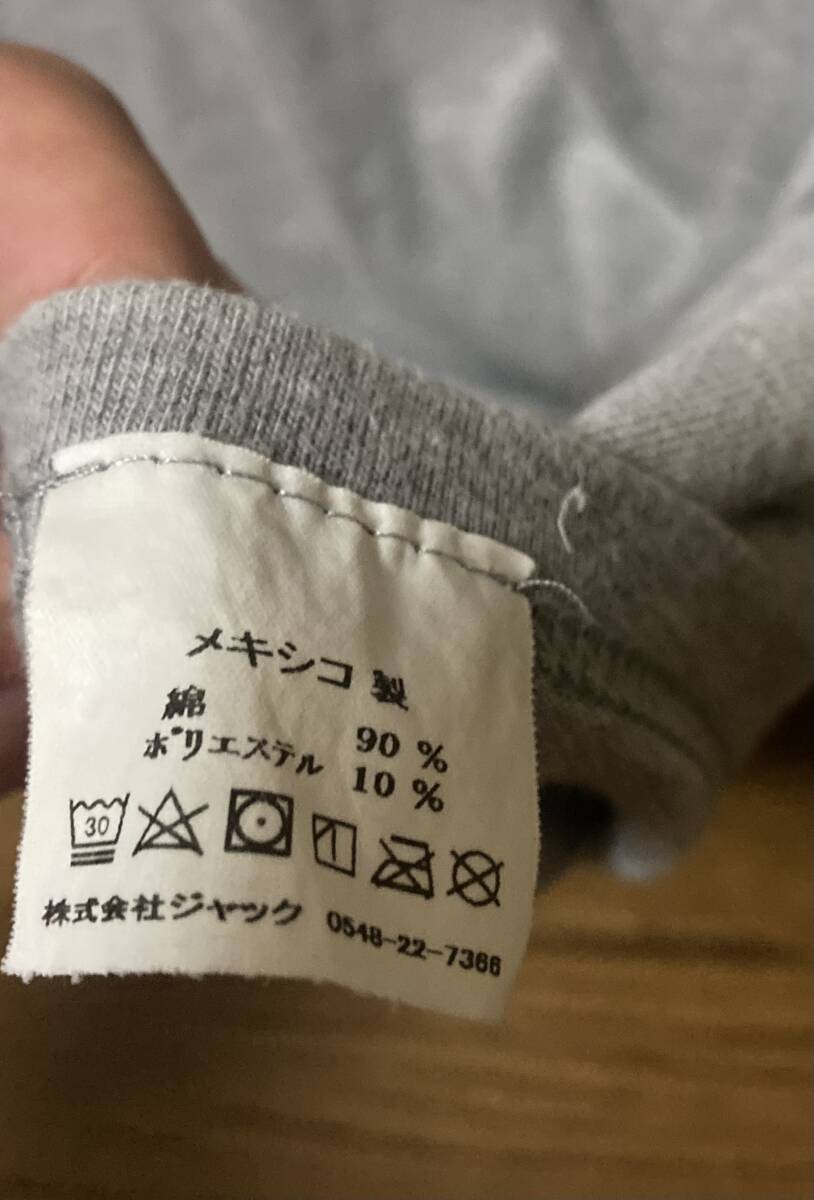 メキシコ製
綿 90 %
ポリエステル 10 %
30
株式会社ジャック 0548-22-7366